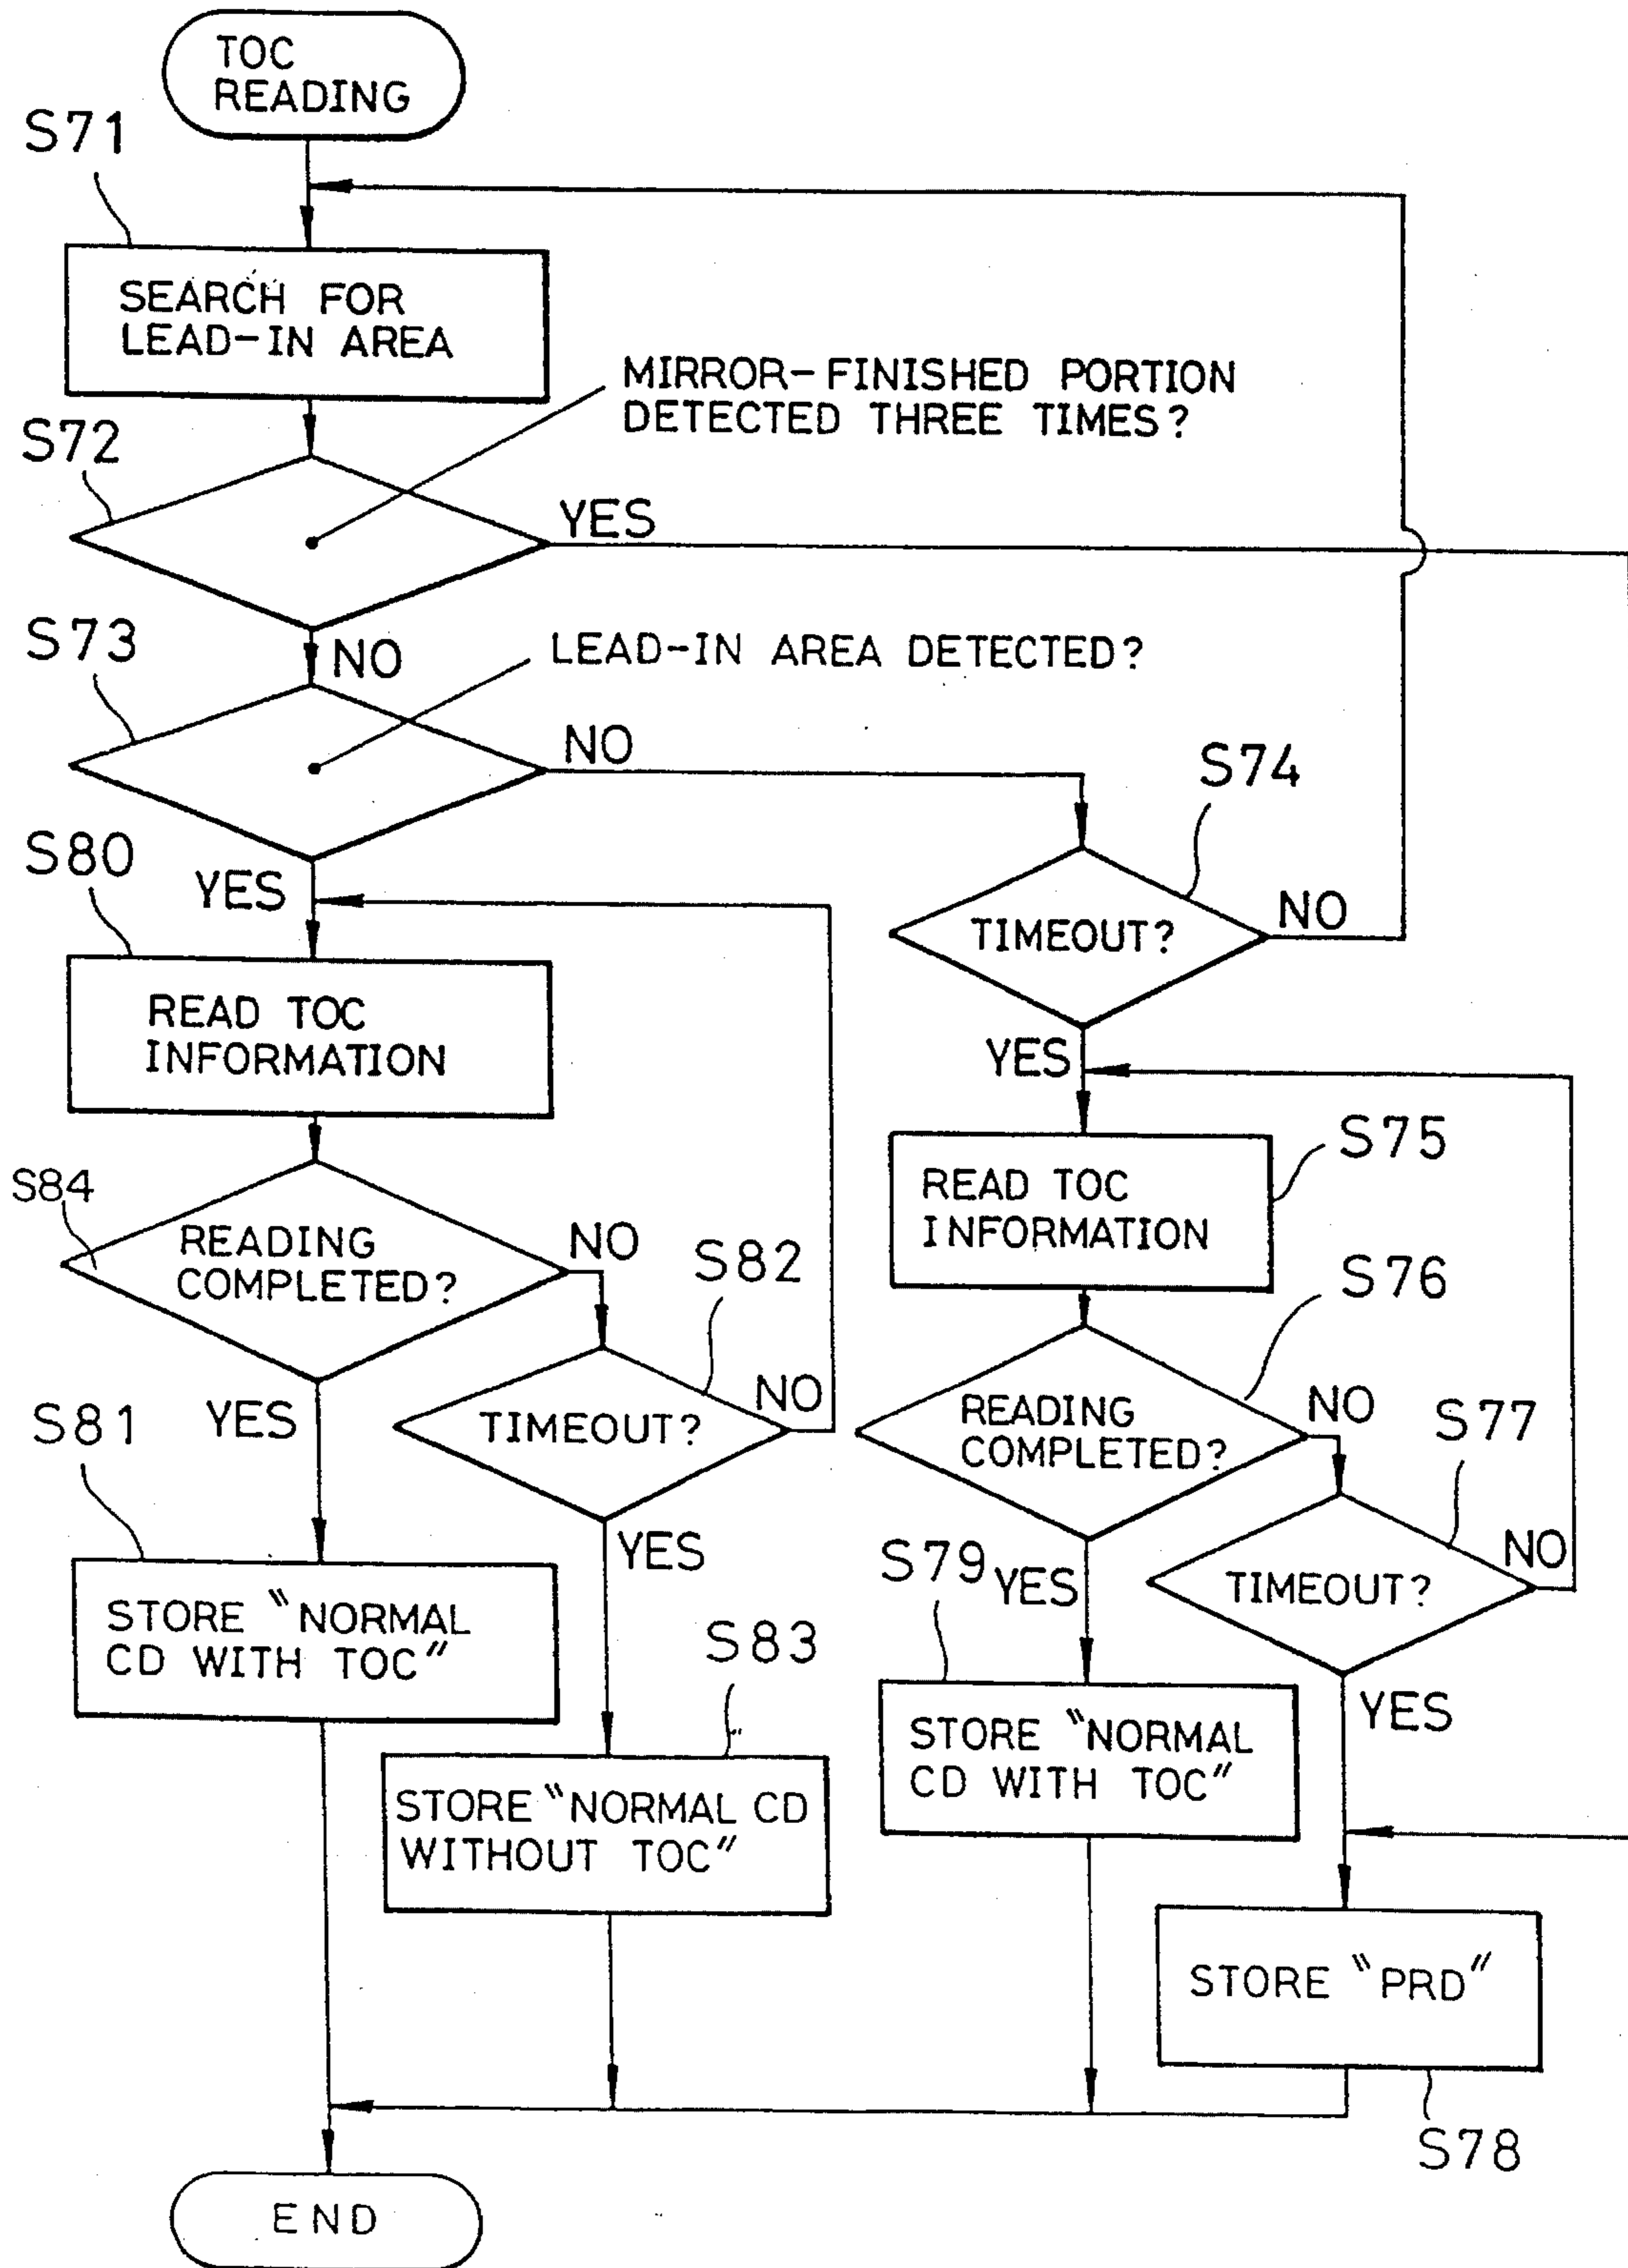 TOC
READING
S71
SEARCH FOR
LEAD-IN AREA
MIRROR-FINISHED PORTION
DETECTED THREE TIMES?
S72
YES
S73
NO
LEAD-IN AREA DETECTED?
NO
S74
S80
YES
TIMEOUT?
NO
READ TOC
INFORMATION
YES
S75
READ TOC
INFORMATION
S84
READING
COMPLETED?
NO
S82
S76
TIMEOUT?
NO
READING
COMPLETED?
NO
S77
S81
YES
YES
S79
YES
TIMEOUT?
NO
STORE "NORMAL
CD WITH TOC"
S83
YES
STORE "NORMAL
CD WITH TOC"
STORE "NORMAL CD
WITHOUT TOC"
STORE "PRD"
S78
END